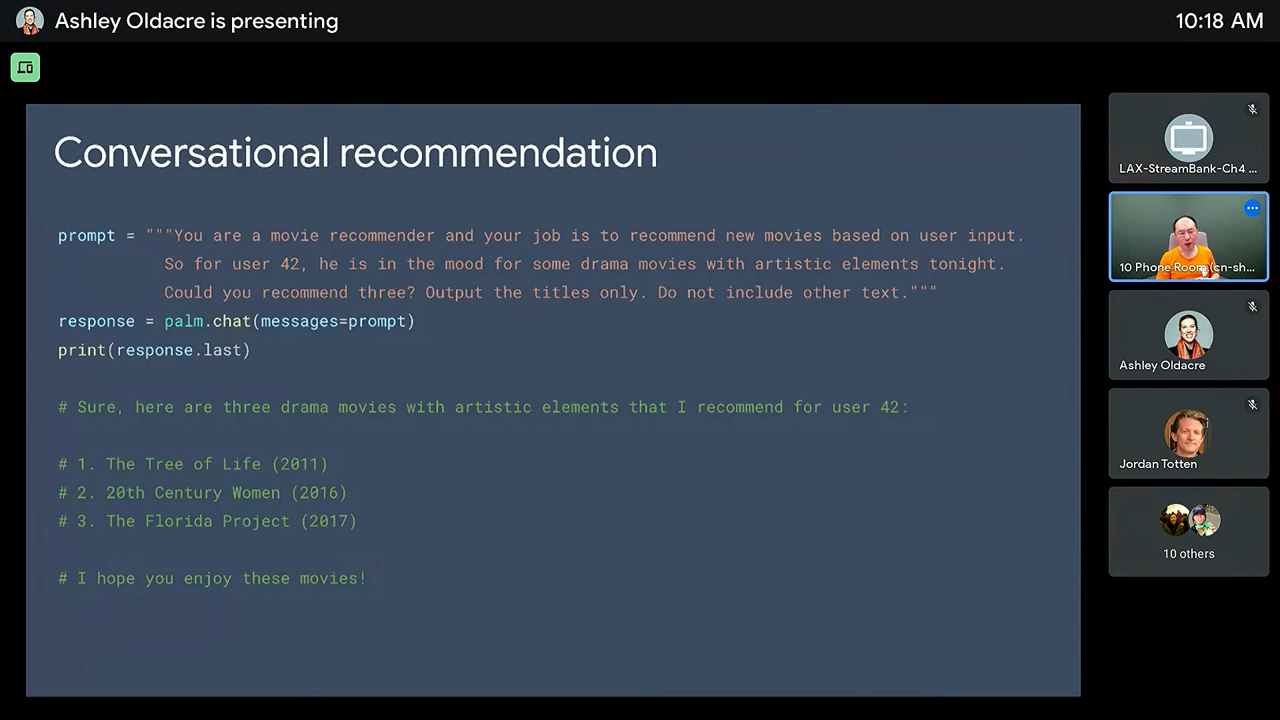 Ashley Oldacre is presenting
10:18 AM
Conversational recommendation
prompt = """You are a movie recommender and your job is to recommend new movies based on user input.
So for user 42, he is in the mood for some drama movies with artistic elements tonight.
Could you recommend three? Output the titles only. Do not include other text."""
response = palm.chat(messages=prompt)
print(response.last)
# Sure, here are three drama movies with artistic elements that I recommend for user 42:
# 1. The Tree of Life (2011)
# 2. 20th Century Women (2016)
# 3. The Florida Project (2017)
# I hope you enjoy these movies!
LAX-StreamBank-Ch4 ...
10 Phone Room (cn-sh...
Ashley Oldacre
Jordan Totten
10 others